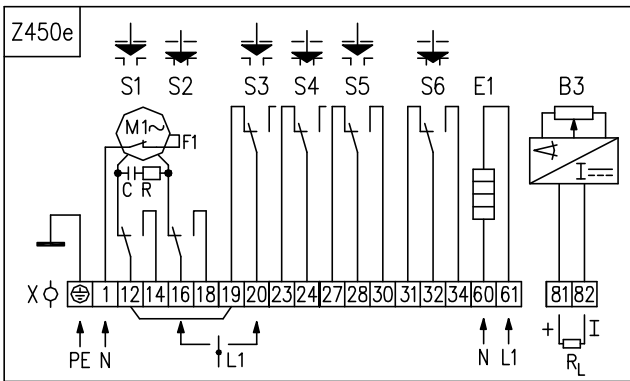 Z450e
S1 S2 S3 S4 S5 S6 E1 B3
M1~ F1
C R
I
X 1 12 14 16 18 19 20 23 24 27 28 30 31 32 34 60 61 81 82
PE N L1 N L1 + I
RL